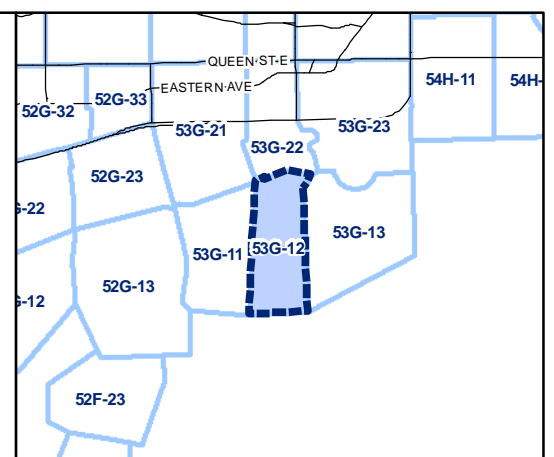 QUEEN ST E
54H-11
54H-
EASTERN AVE
52G-33
52G-32
53G-21
53G-23
53G-22
52G-23
G-22
53G-13
53G-11
53G-12
52G-13
G-12
52F-23